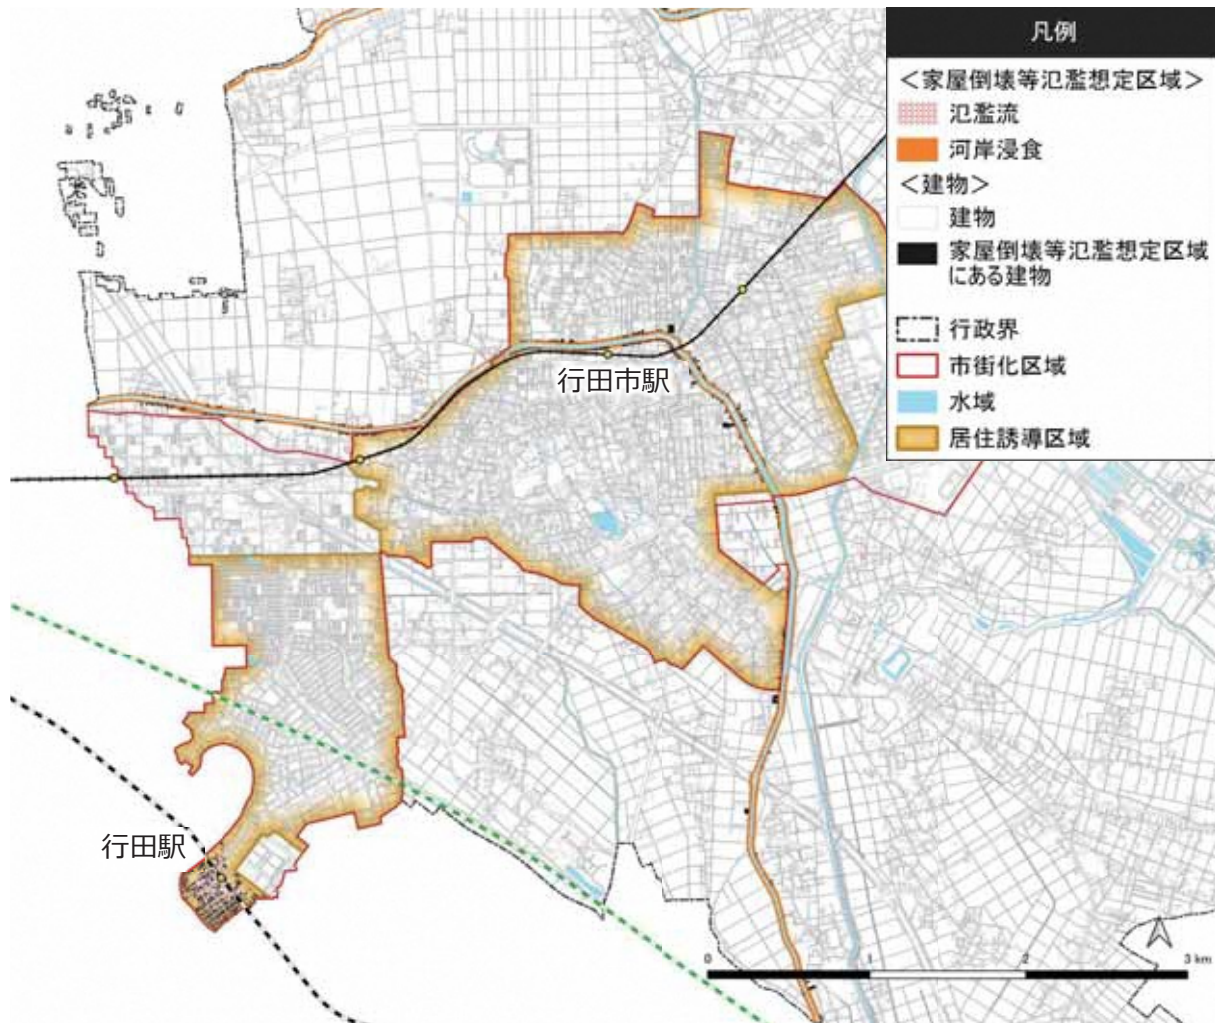 凡例
＜家屋倒壊等氾濫想定区域＞
氾濫流
河岸浸食
＜建物＞
建物
家屋倒壊等氾濫想定区域
にある建物
行政界
市街化区域
水域
居住誘導区域
行田市駅
行田駅
0 1 2 3 km